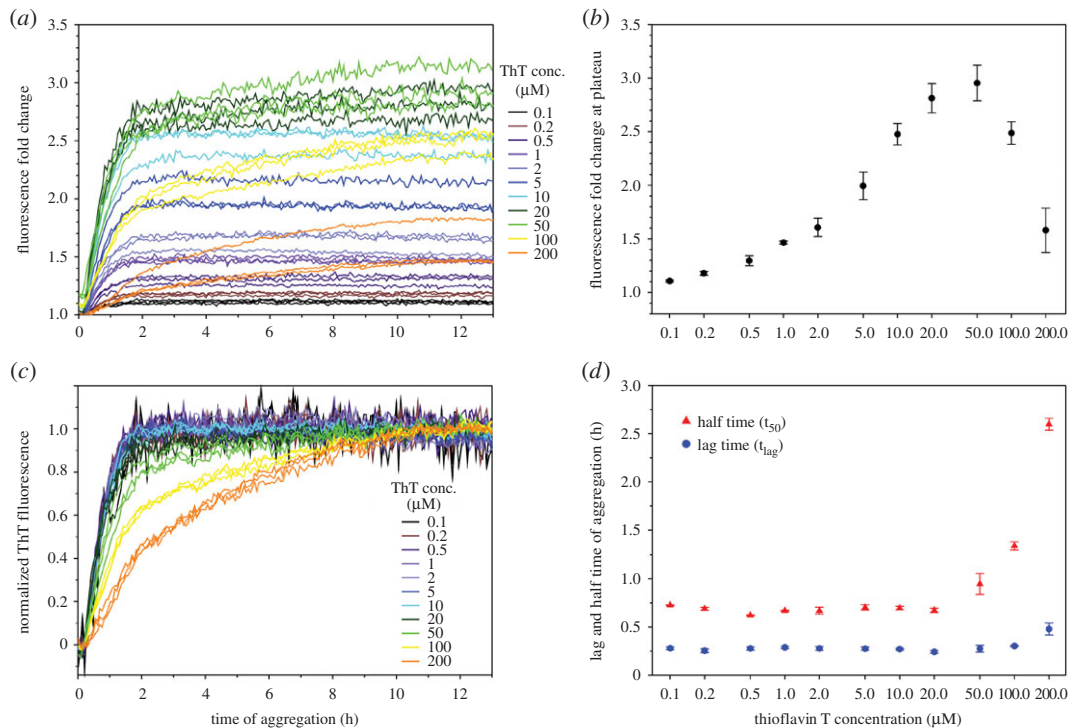 (a)
3.5
3.0
2.5
2.0
1.5
1.0
fluorescence fold change
0 2 4 6 8 10 12
ThT conc.
(µM)
0.1
0.2
0.5
1
2
5
10
20
50
100
200
(b)
3.5
3.0
2.5
2.0
1.5
1.0
fluorescence fold change at plateau
0.1 0.2 0.5 1.0 2.0 5.0 10.0 20.0 50.0 100.0 200.0
(c)
1.0
0.8
0.6
0.4
0.2
0
normalized ThT flluorescence
ThT conc.
(µM)
0.1
0.2
0.5
1
2
5
10
20
50
100
200
0 2 4 6 8 10 12
time of aggregation (h)
(d)
3.0
2.5
2.0
1.5
1.0
0.5
0
lag and half time of aggregation (h)
half time (t50)
lag time (tlag)
0.1 0.2 0.5 1.0 2.0 5.0 10.0 20.0 50.0 100.0 200.0
thioflavin T concentration (µM)